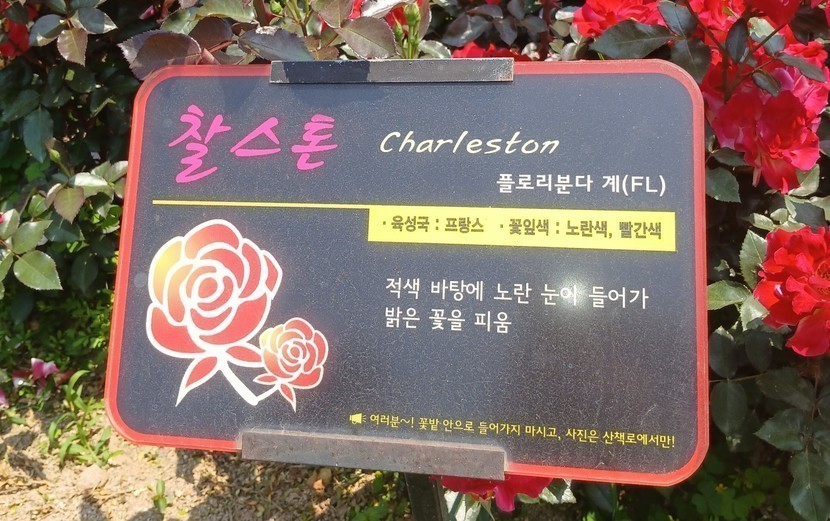 찰스톤 Charleston
플로리분다 계(FL)
· 육성국 : 프랑스 · 꽃잎색 : 노란색, 빨간색
적색 바탕에 노란 눈이 들어가
밝은 꽃을 피움
여러분~! 꽃밭 안으로 들어가지 마시고, 사진은 산책로에서만!